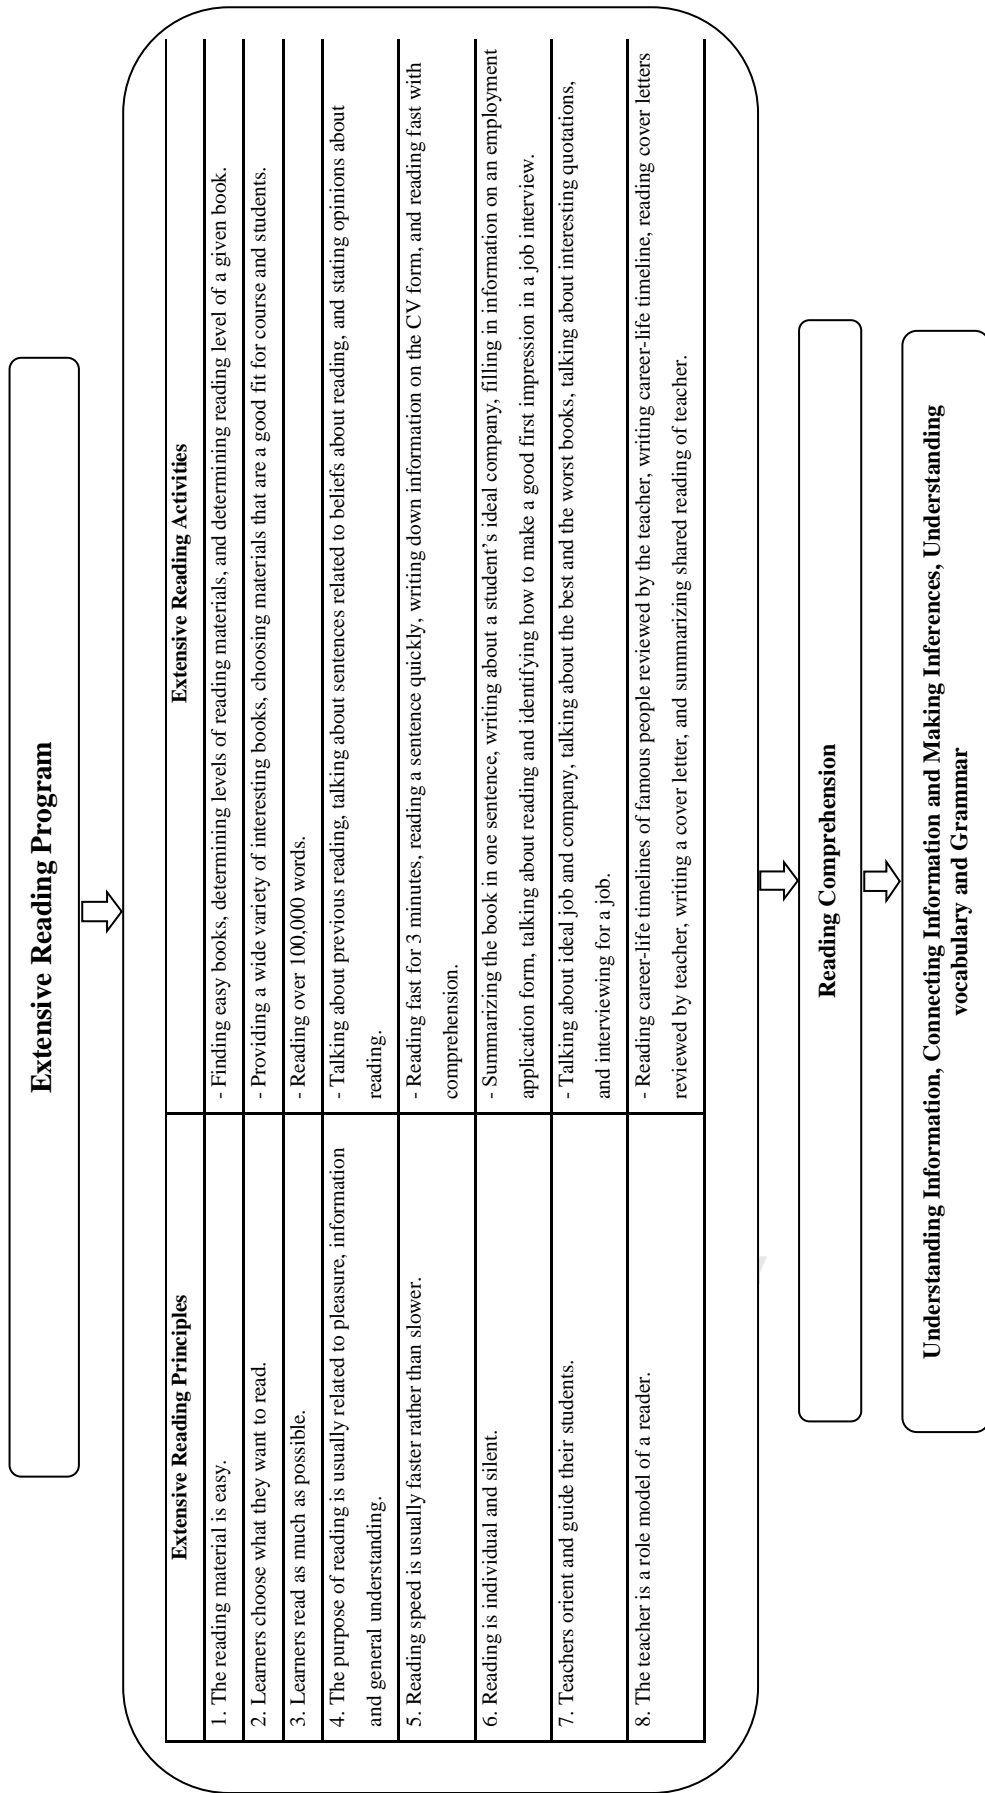 Extensive Reading Program
Extensive Reading Principles
Extensive Reading Activities
1. The reading material is easy.
- Finding easy books, determining levels of reading materials, and determining reading level of a given book.
2. Learners choose what they want to read.
- Providing a wide variety of interesting books, choosing materials that are a good fit for course and students.
3. Learners read as much as possible.
- Reading over 100,000 words.
4. The purpose of reading is usually related to pleasure, information
and general understanding.
- Talking about previous reading, talking about sentences related to beliefs about reading, and stating opinions about
reading.
5. Reading speed is usually faster rather than slower.
- Reading fast for 3 minutes, reading a sentence quickly, writing down information on the CV form, and reading fast with
comprehension.
6. Reading is individual and silent.
- Summarizing the book in one sentence, writing about a student's ideal company, filling in information on an employment
application form, talking about reading and identifying how to make a good first impression in a job interview.
7. Teachers orient and guide their students.
- Talking about ideal job and company, talking about the best and the worst books, talking about interesting quotations,
and interviewing for a job.
8. The teacher is a role model of a reader.
- Reading career-life timelines of famous people reviewed by the teacher, writing career-life timeline, reading cover letters
reviewed by teacher, writing a cover letter, and summarizing shared reading of teacher.
Reading Comprehension
Understanding Information, Connecting Information and Making Inferences, Understanding
vocabulary and Grammar